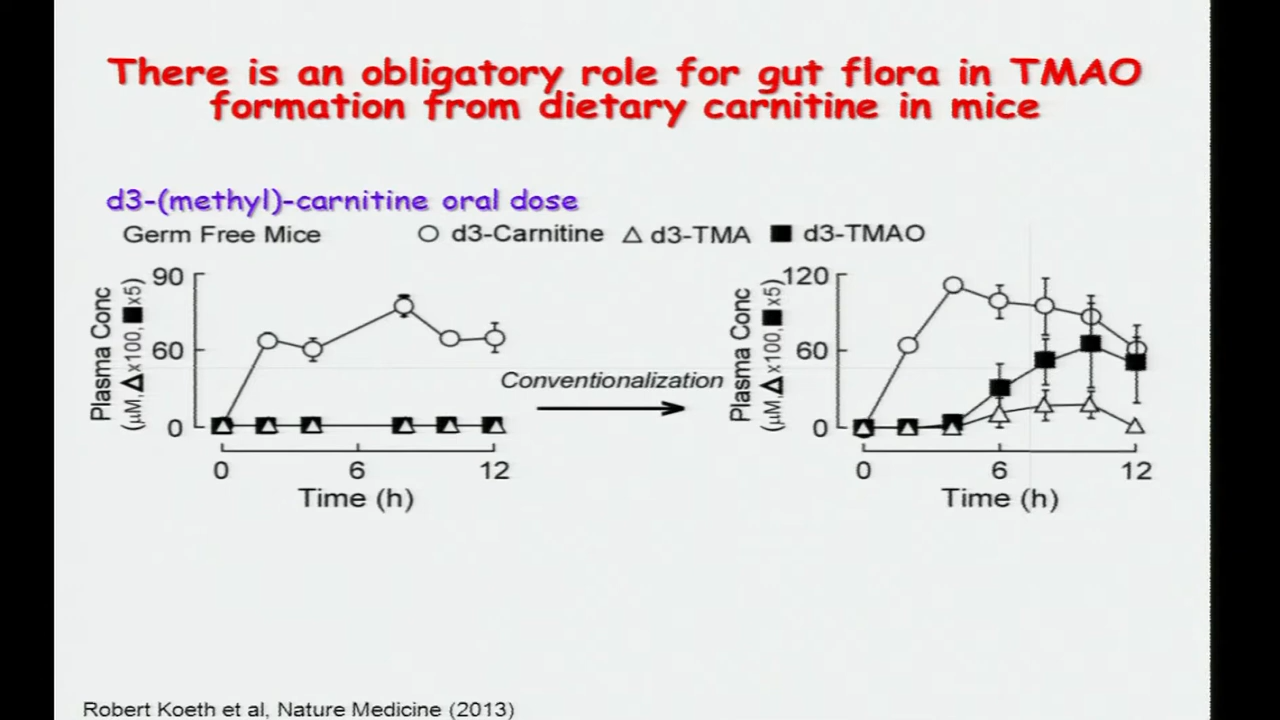 There is an obligatory role for gut flora in TMAO
formation from dietary carnitine in mice
d3-(methyl)-carnitine oral dose
Germ Free Mice
○ d3-Carnitine △ d3-TMA ■ d3-TMAO
Plasma Conc
(µM, △x100, ■x5)
90
60
0
0 6 12
Time (h)
Conventionalization
Plasma Conc
(µM, △x100, ■x5)
120
60
0
0 6 12
Time (h)
Robert Koeth et al, Nature Medicine (2013)